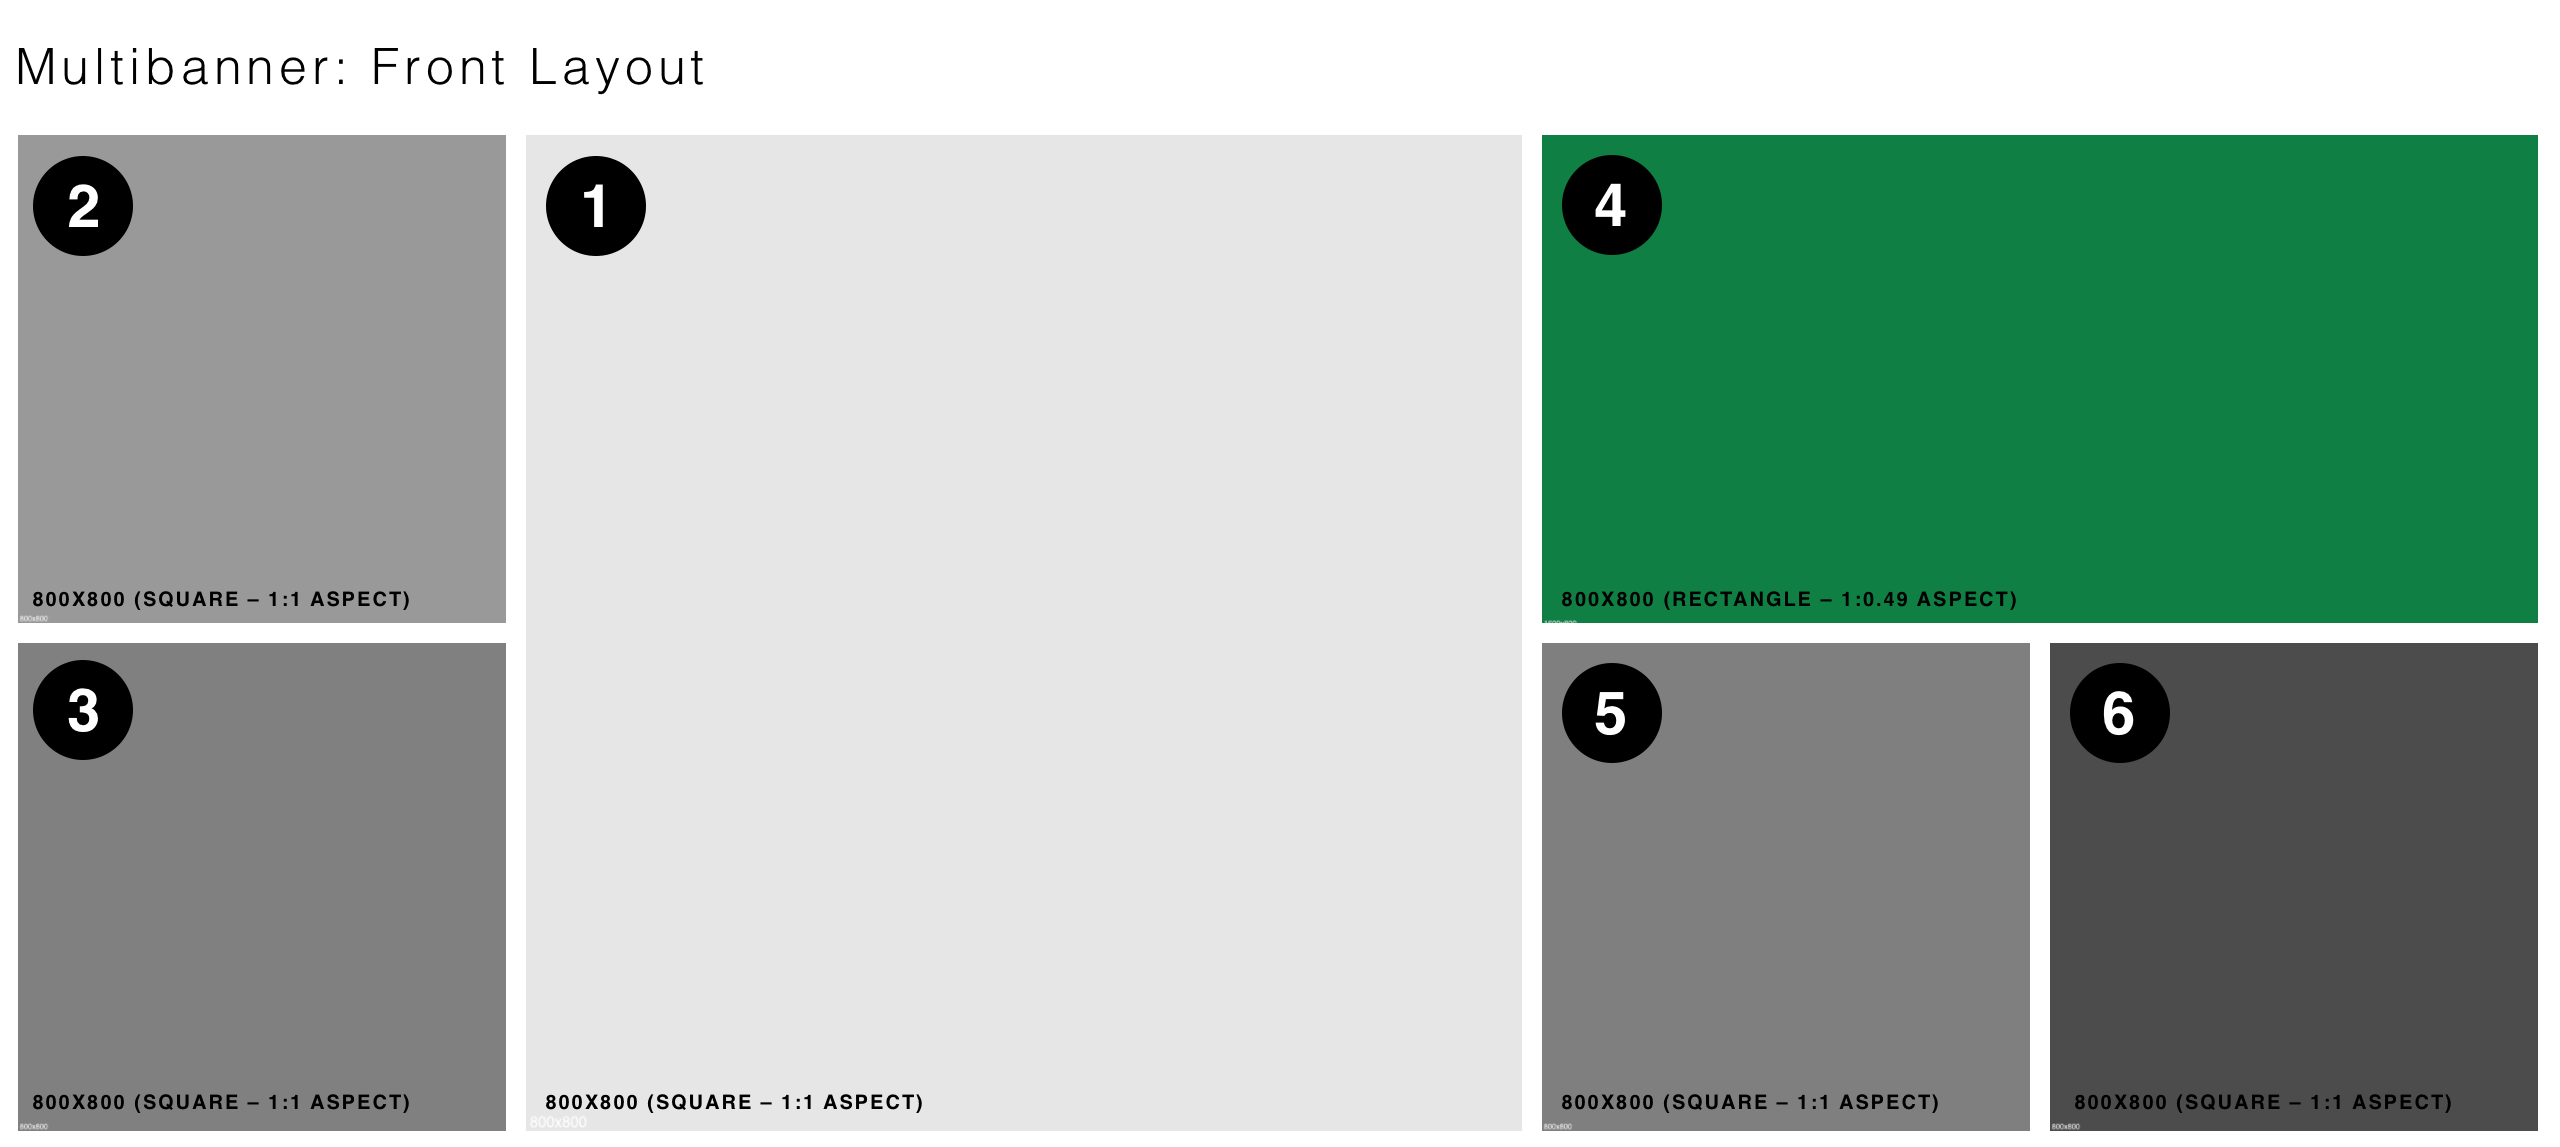 Multibanner: Front Layout
2
800X800 (SQUARE – 1:1 ASPECT)
800x800
3
800X800 (SQUARE – 1:1 ASPECT)
800x800
1
800X800 (SQUARE – 1:1 ASPECT)
800x800
4
800X800 (RECTANGLE – 1:0.49 ASPECT)
5
800X800 (SQUARE – 1:1 ASPECT)
800x800
6
800X800 (SQUARE – 1:1 ASPECT)
800x800